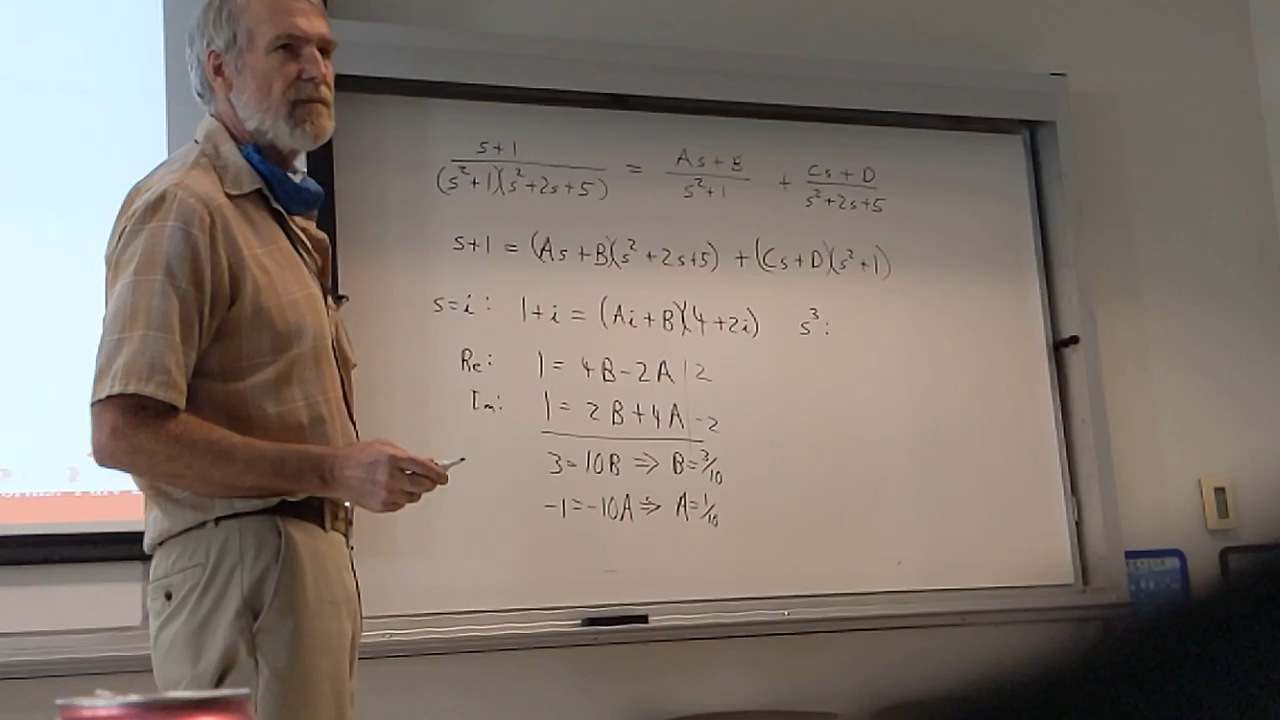 s+1 / (s²+1)(s²+2s+5) = As+B / s²+1 + Cs+D / s²+2s+5
s+1 = (As+B)(s²+2s+5) + (Cs+D)(s²+1)
s=i: 1+i = (Ai+B)(4+2i) s³:
Re: 1 = 4B-2A | 2
Im: 1 = 2B+4A | -2
3=10B ⇒ B=3/10
-1=-10A ⇒ A=1/10